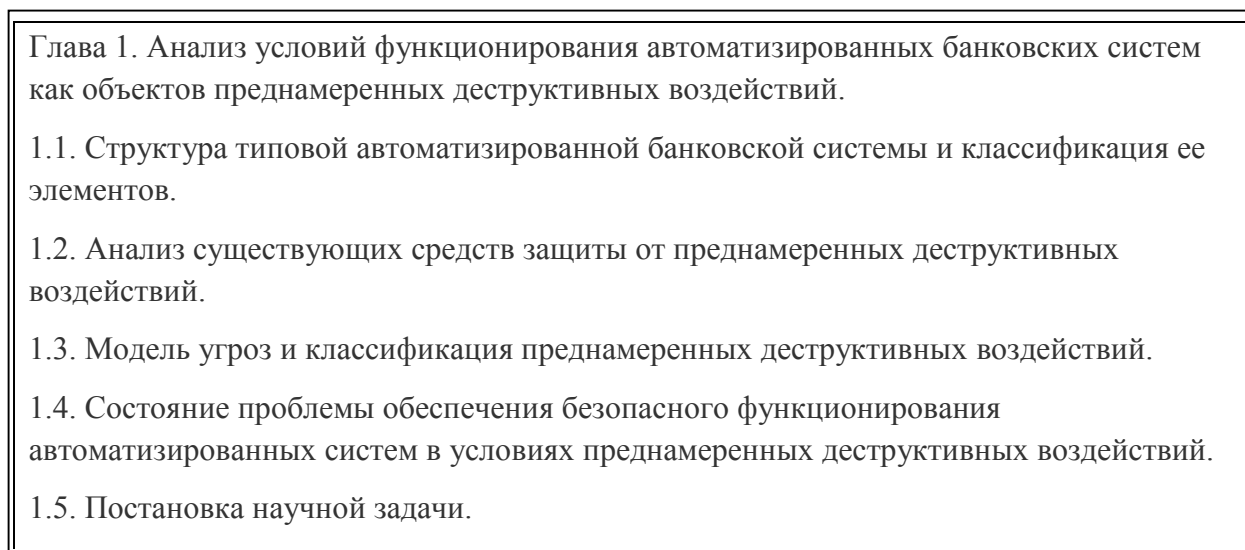 Глава 1. Анализ условий функционирования автоматизированных банковских систем
как объектов преднамеренных деструктивных воздействий.
1.1. Структура типовой автоматизированной банковской системы и классификация ее
элементов.
1.2. Анализ существующих средств защиты от преднамеренных деструктивных
воздействий.
1.3. Модель угроз и классификация преднамеренных деструктивных воздействий.
1.4. Состояние проблемы обеспечения безопасного функционирования
автоматизированных систем в условиях преднамеренных деструктивных воздействий.
1.5. Постановка научной задачи.